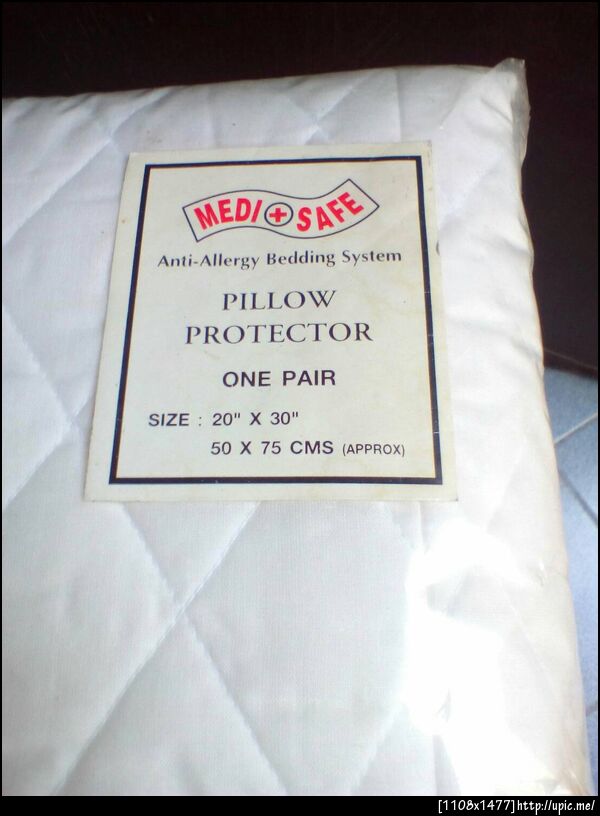 MEDI + SAFE
Anti-Allergy Bedding System
PILLOW
PROTECTOR
ONE PAIR
SIZE : 20" X 30"
50 X 75 CMS (APPROX)
[1108x1477]http://upic.me/